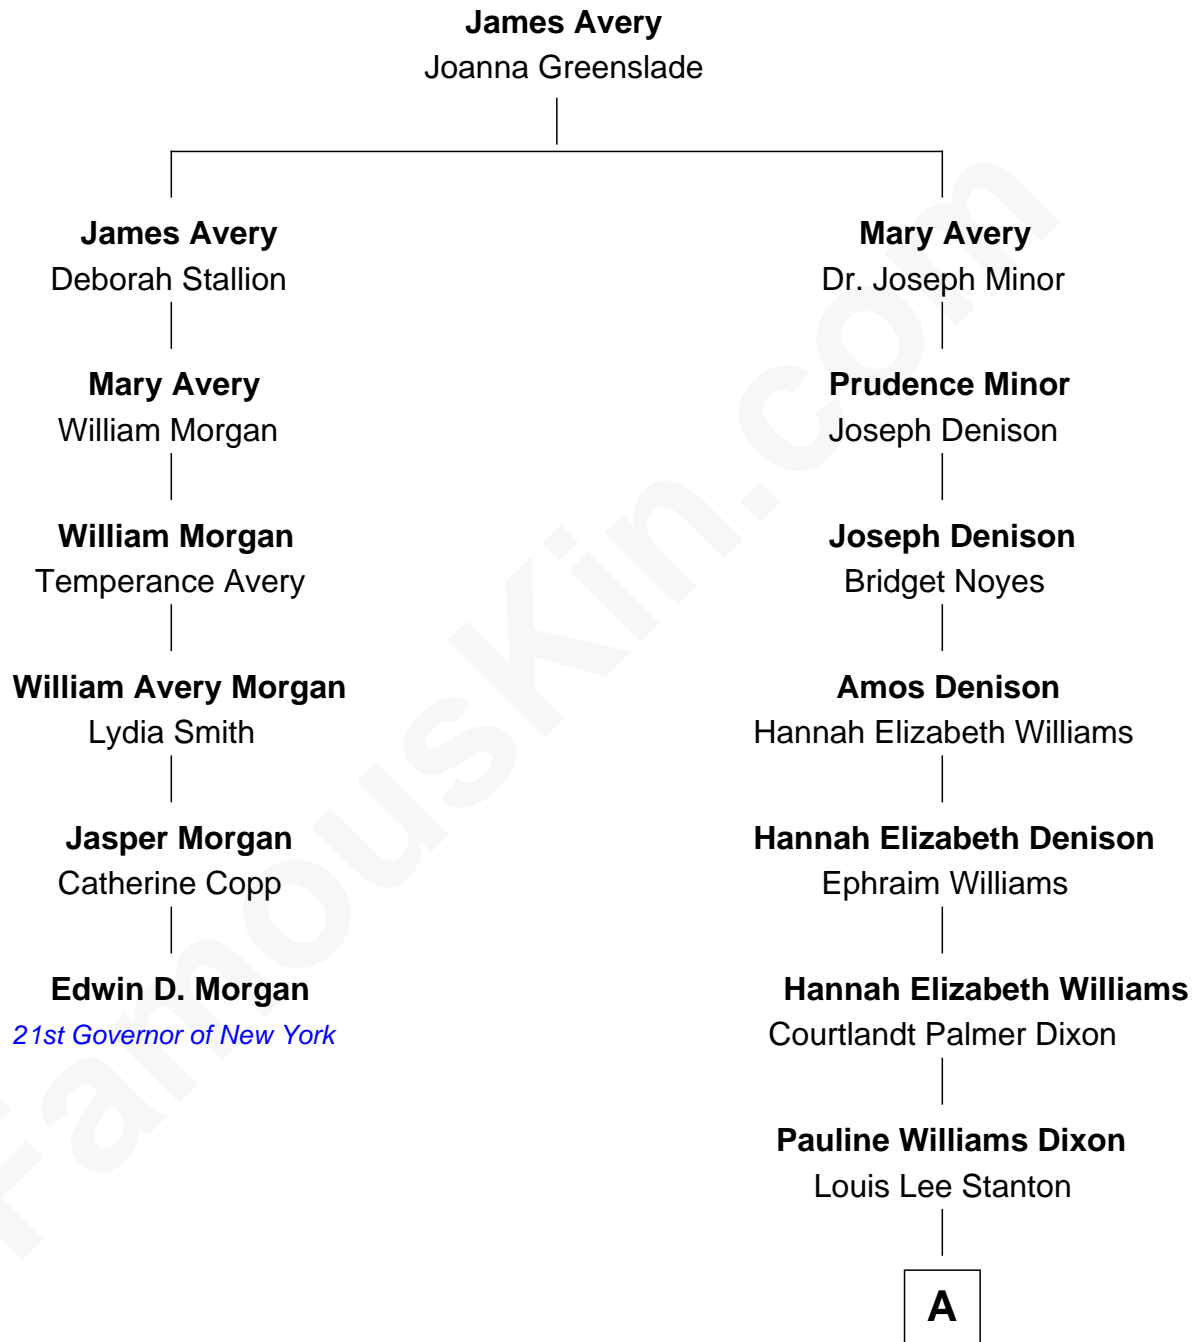 James Avery
Joanna Greenslade
James Avery
Deborah Stallion
Mary Avery
Dr. Joseph Minor
Mary Avery
William Morgan
Prudence Minor
Joseph Denison
William Morgan
Temperance Avery
Joseph Denison
Bridget Noyes
William Avery Morgan
Lydia Smith
Amos Denison
Hannah Elizabeth Williams
Jasper Morgan
Catherine Copp
Hannah Elizabeth Denison
Ephraim Williams
Edwin D. Morgan
21st Governor of New York
Hannah Elizabeth Williams
Courtlandt Palmer Dixon
Pauline Williams Dixon
Louis Lee Stanton
A
FamousKin.com